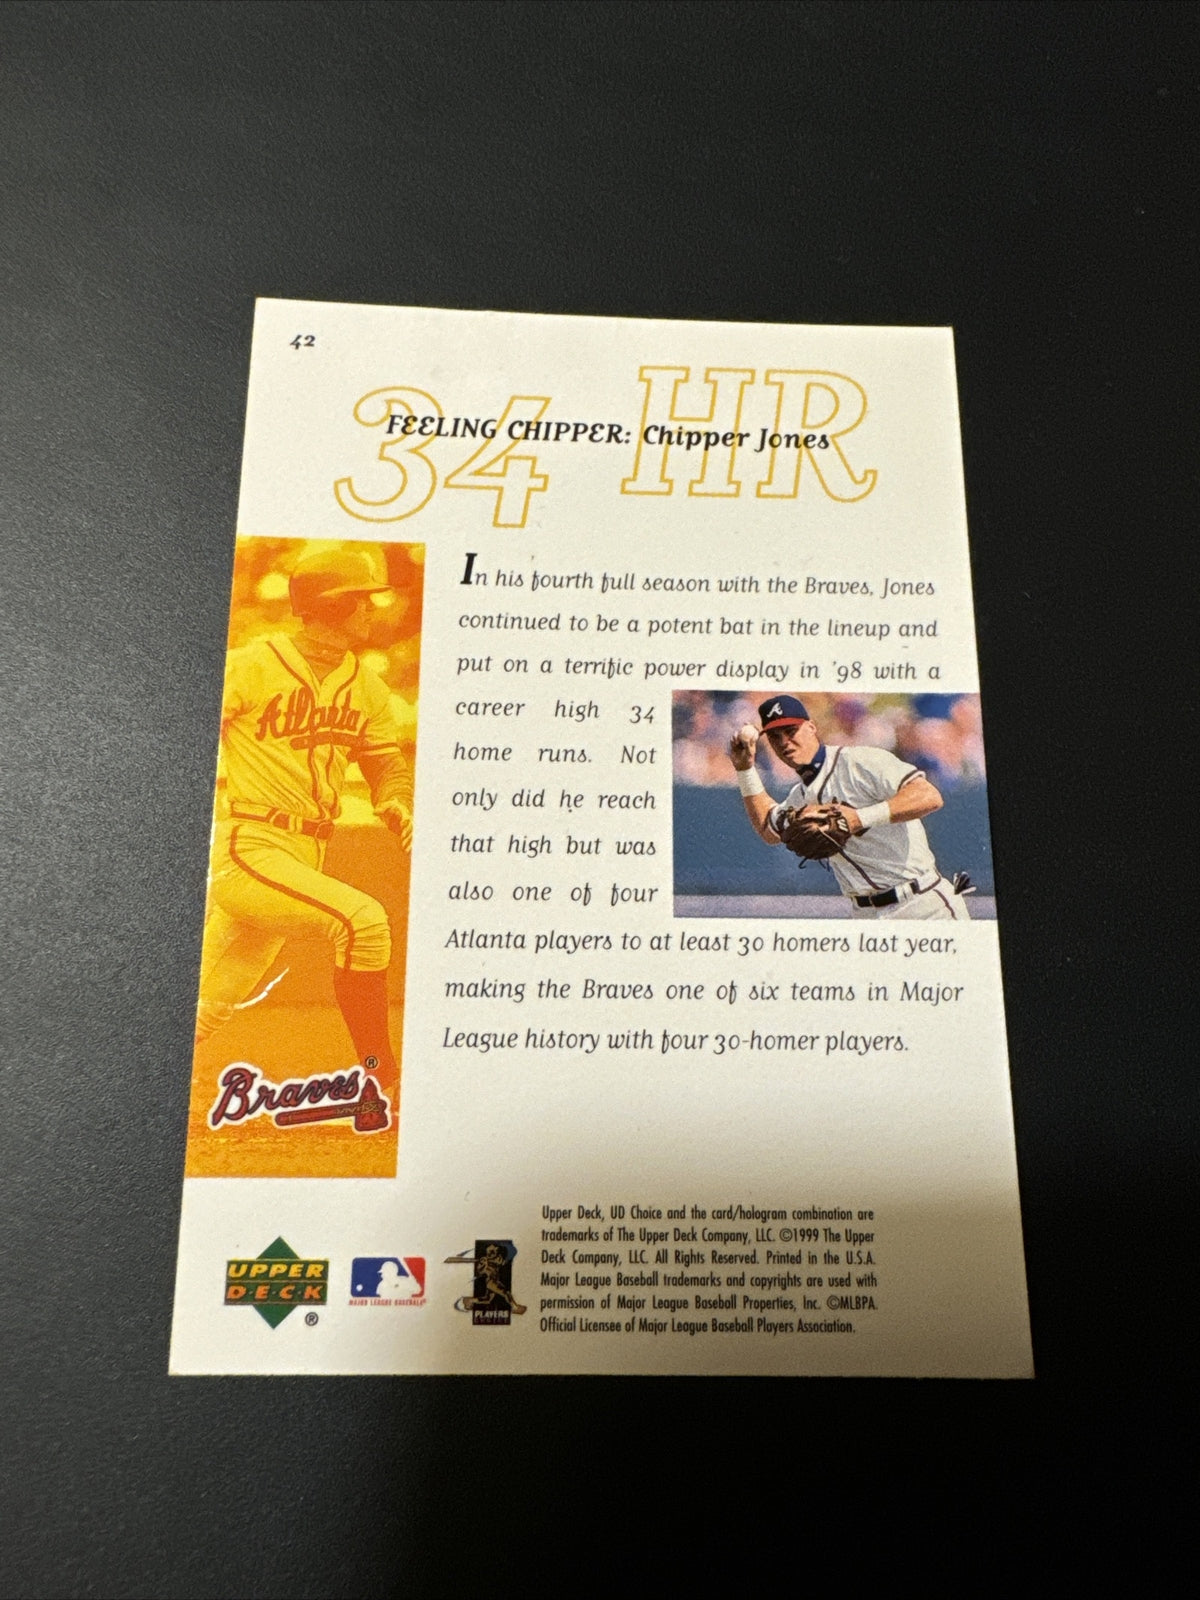 42
34 HR
FEELING CHIPPER: Chipper Jones
In his fourth full season with the Braves, Jones
continued to be a potent bat in the lineup and
put on a terrific power display in '98 with a
career high 34
home runs. Not
only did he reach
that high but was
also one of four
Atlanta players to at least 30 homers last year,
making the Braves one of six teams in Major
League history with four 30-homer players.
Atlanta
Braves®
UPPER
D·E·C·K
®
MAJOR LEAGUE BASEBALL
PLAYERS
CHOICE
Upper Deck, UD Choice and the card/hologram combination are
trademarks of The Upper Deck Company, LLC. ©1999 The Upper
Deck Company, LLC. All Rights Reserved. Printed in the U.S.A.
Major League Baseball trademarks and copyrights are used with
permission of Major League Baseball Properties, Inc. ©MLBPA.
Official Licensee of Major League Baseball Players Association.